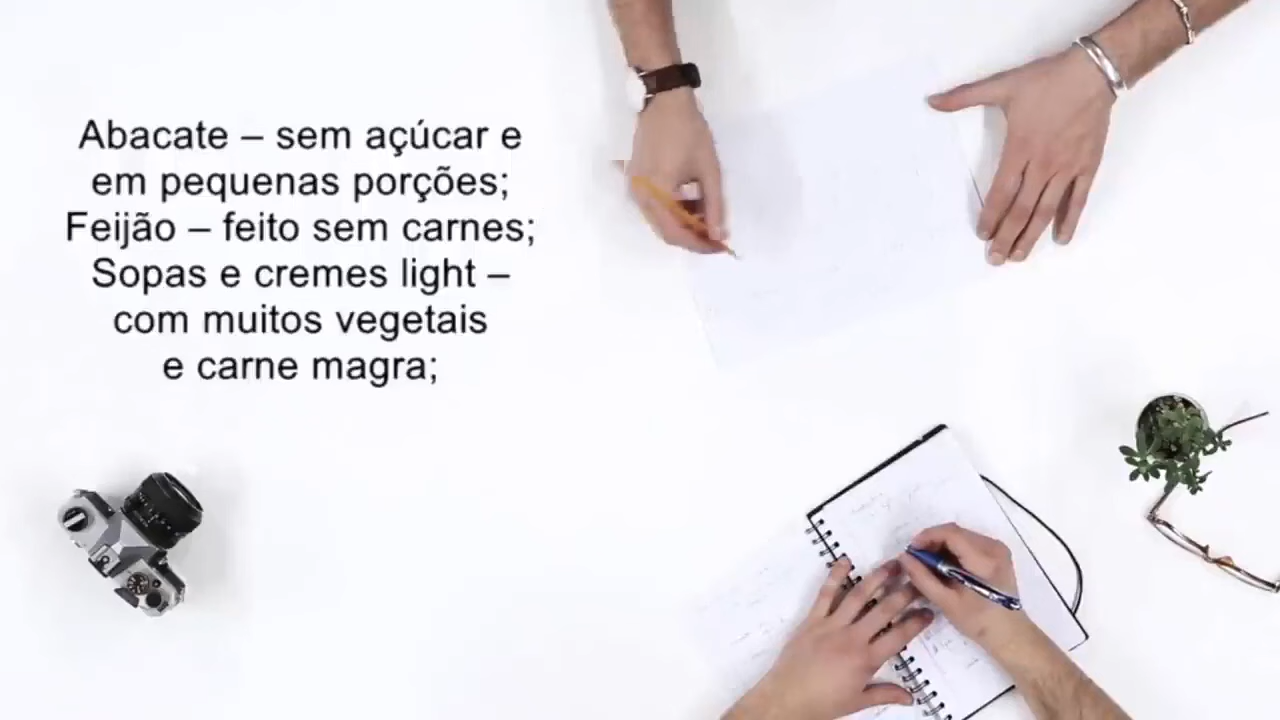 Abacate – sem açúcar e
em pequenas porções;
Feijão – feito sem carnes;
Sopas e cremes light –
com muitos vegetais
e carne magra;